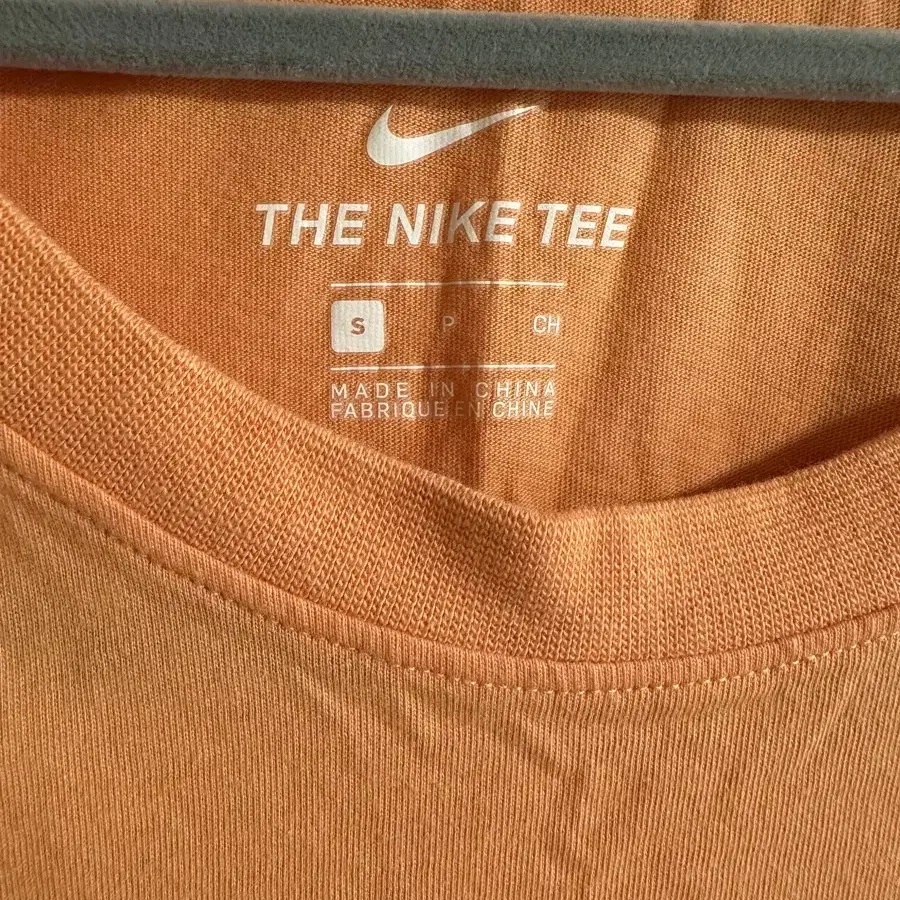 THE NIKE TEE
S P CH
MADE IN CHINA
FABRIQUE EN CHINE